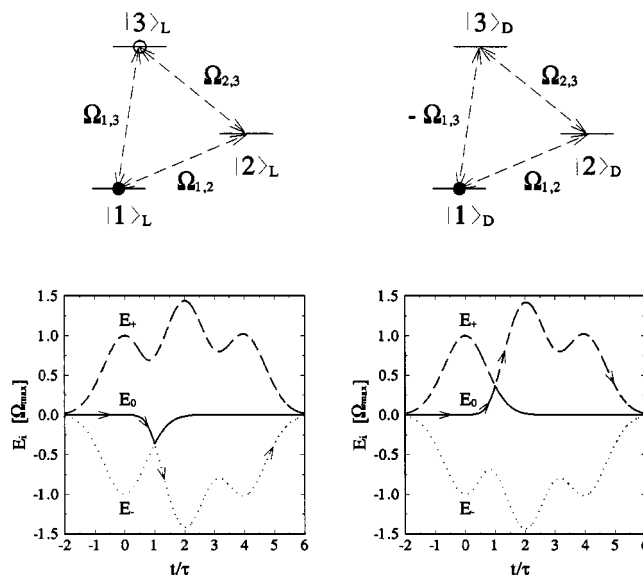 |3⟩L |3⟩D
Ω1,3 Ω2,3 - Ω1,3 Ω2,3
|2⟩L |2⟩D
Ω1,2 Ω1,2
|1⟩L |1⟩D
1.5 1.5
E+ E+
1.0 1.0
0.5 0.5
E0 E0
0.0 0.0
Ei [Ωmax] Ei [Ωmax]
-0.5 -0.5
-1.0 -1.0
E- E-
-1.5 -1.5
-2 -1 0 1 2 3 4 5 6 -2 -1 0 1 2 3 4 5 6
t/τ t/τ